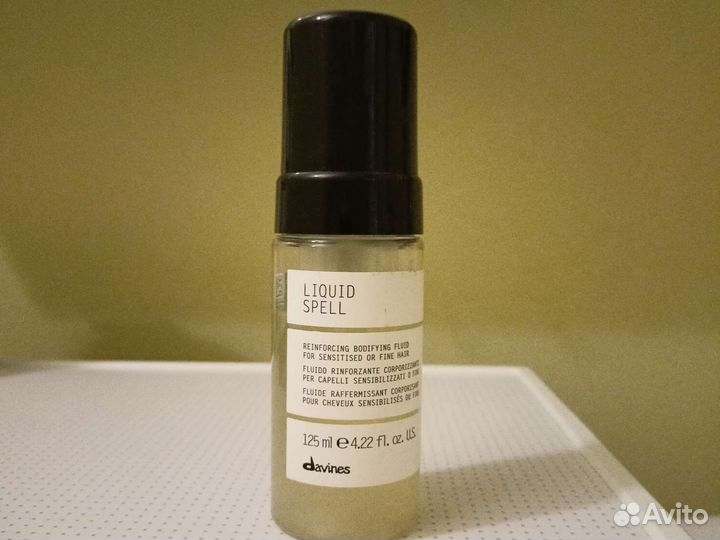 LIQUID
SPELL
REINFORCING BODIFYING FLUID
FOR SENSITISED OR FINE HAIR
FLUIDO RINFORZANTE CORPORIZZANTE
PER CAPELLI SENSIBILIZZATI O FINI
FLUIDE RAFFERMISSANT CORPORISANT
POUR CHEVEUX SENSIBILISÉS OU
125 ml e 4.22 fl. oz. U.S.
davines
Avito